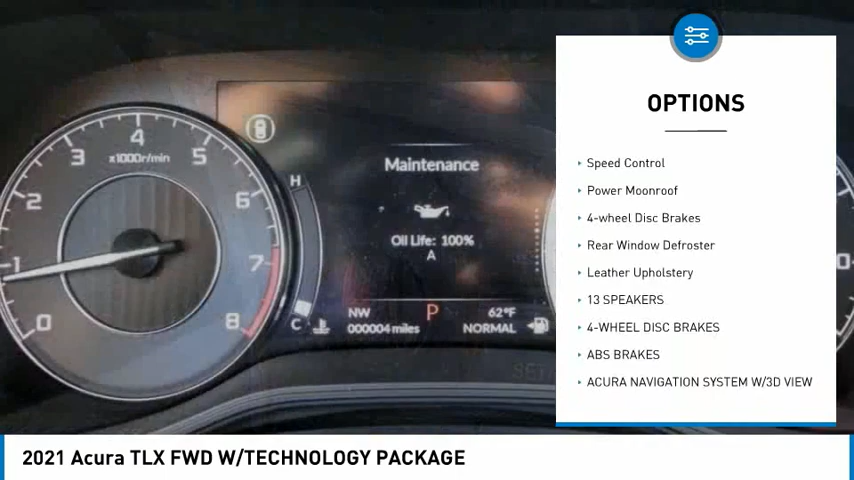 4
x1000r/min
3
5
2
6
1
7
0
8
H
C
Maintenance
Oil Life: 100%
A
NW
P
62°F
000004 miles
NORMAL
0
OPTIONS
Speed Control
Power Moonroof
4-wheel Disc Brakes
Rear Window Defroster
Leather Upholstery
13 SPEAKERS
4-WHEEL DISC BRAKES
ABS BRAKES
ACURA NAVIGATION SYSTEM W/3D VIEW
2021 Acura TLX FWD W/TECHNOLOGY PACKAGE